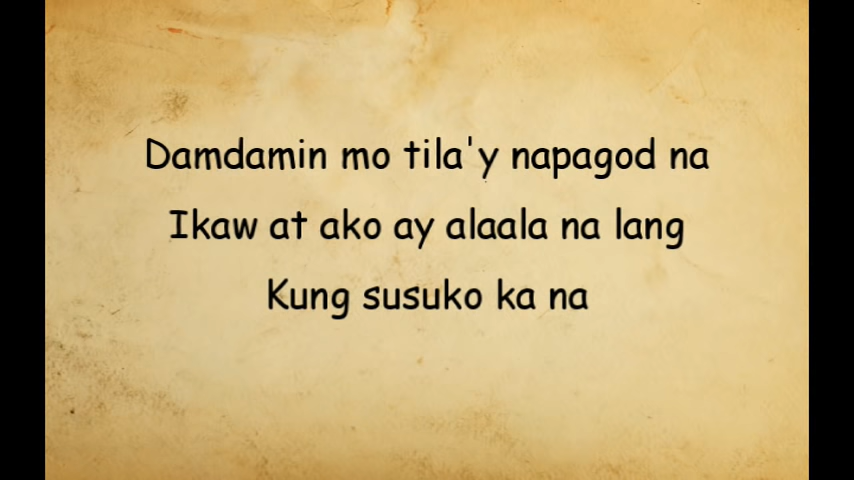 Damdamin mo tila'y napagod na
Ikaw at ako ay alaala na lang
Kung susuko ka na